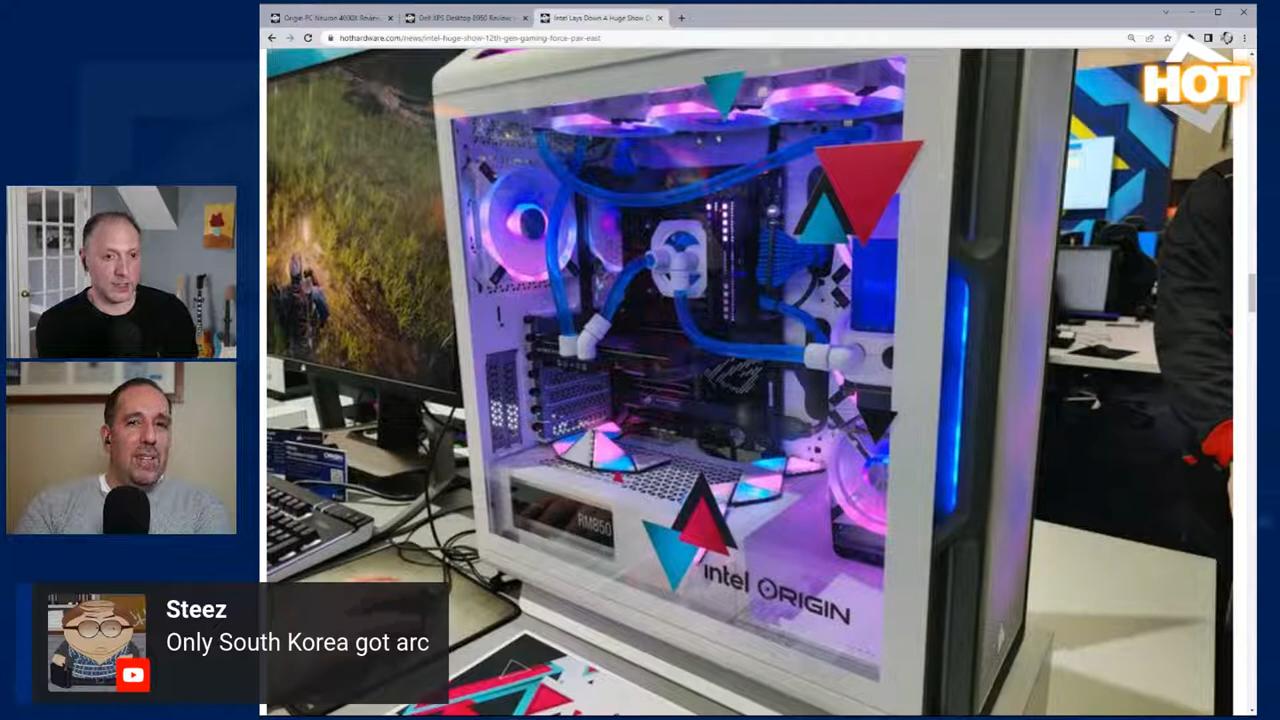 Origin PC Neuron 4000X Review
Dell XPS Desktop 8950 Review
Intel Lays Down A Huge Show
hothardware.com/news/intel-huge-show-12th-gen-gaming-force-pax-east
HOT
RM850
intel ORIGIN
Steez
Only South Korea got arc